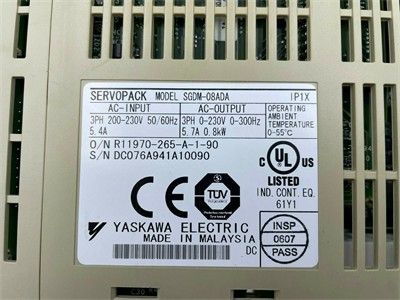 SERVOPACK MODEL SGDM-08ADA IP1X
AC-INPUT AC-OUTPUT OPERATING AMBIENT TEMPERATURE
3PH 200-230V 50/60Hz 3PH 0-230V 0-300Hz
5.4A 5.7A 0.8kW 0-55°C
O/N R11970-265-A-1-90
S/N DC076A941A10090
C UL US
LISTED
IND. CONT. EQ.
61Y1
TÜV
YASKAWA ELECTRIC
MADE IN MALAYSIA
DC
INSP
0607
PASS